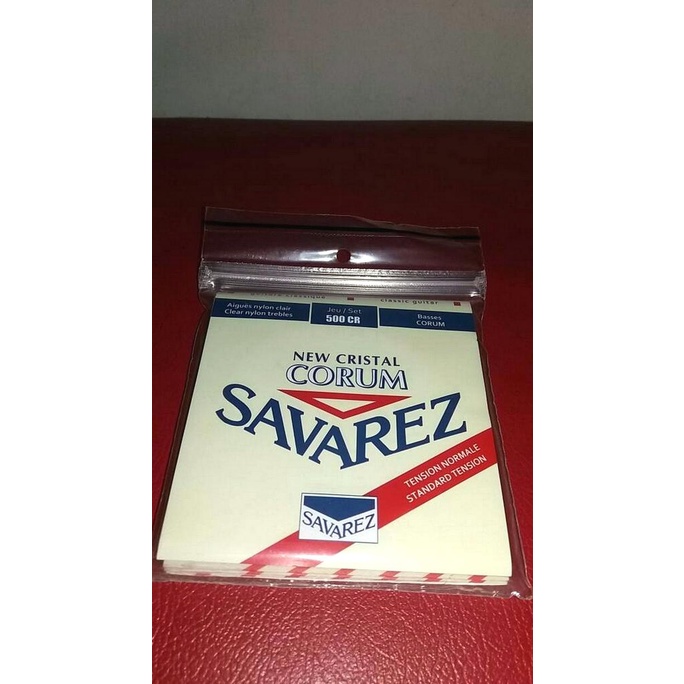 classic guitar
Aiguës nylon clair
Clear nylon trebles
Jeu / Set
500 CR
Basses
CORUM
NEW CRISTAL
CORUM
SAVAREZ
TENSION NORMALE
STANDARD TENSION
SAVAREZ